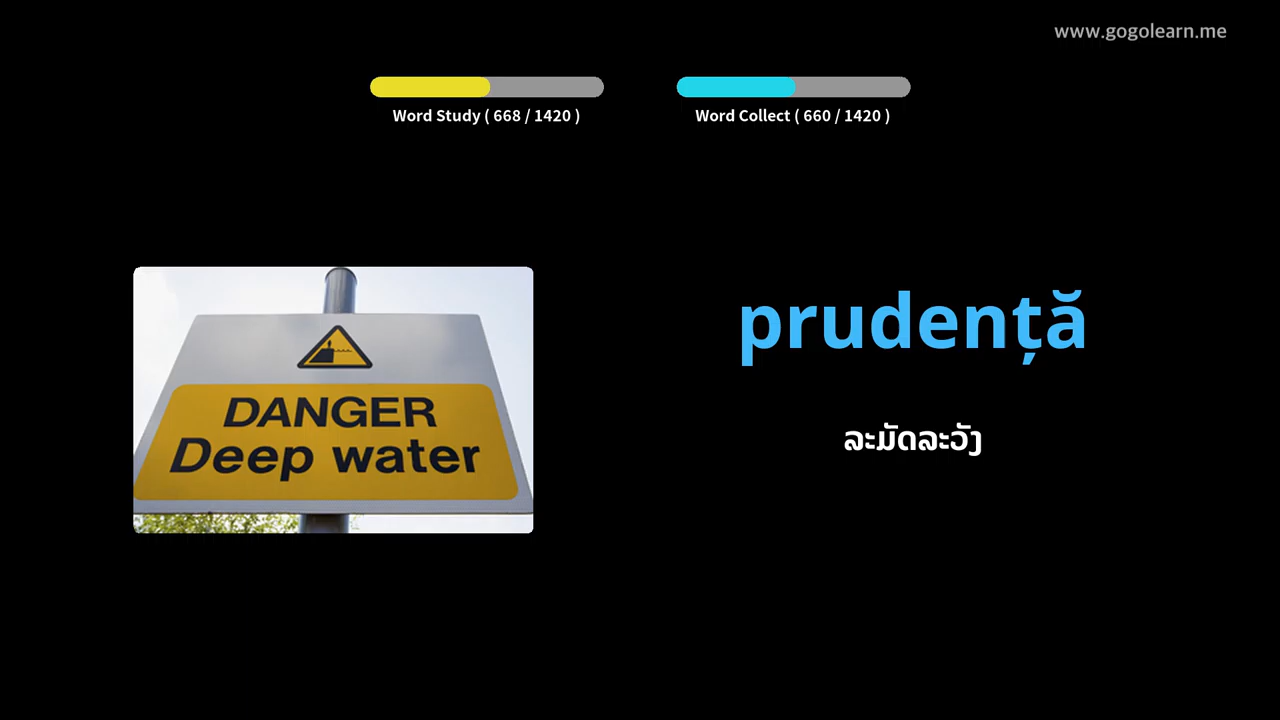 www.gogolearn.me
Word Study ( 668 / 1420 )
Word Collect ( 660 / 1420 )
DANGER
Deep water
prudență
ລະມັດລະວັງ